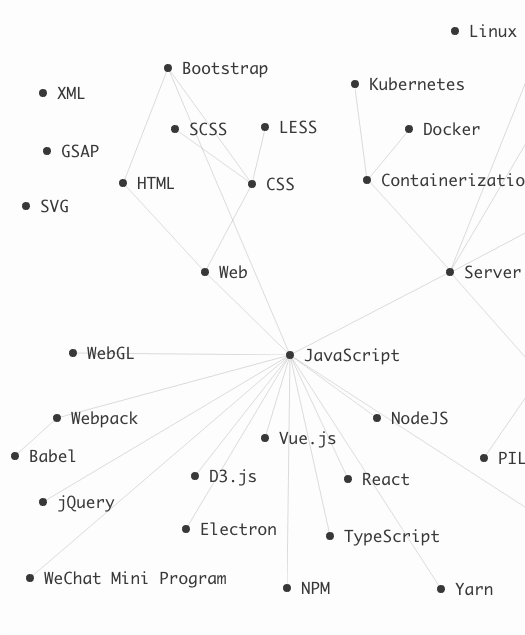 Linux
Bootstrap
Kubernetes
XML
SCSS
LESS
Docker
GSAP
HTML
CSS
Containerizatio
SVG
Web
Server
WebGL
JavaScript
Webpack
NodeJS
Vue.js
Babel
PIL
D3.js
React
jQuery
Electron
TypeScript
WeChat Mini Program
NPM
Yarn